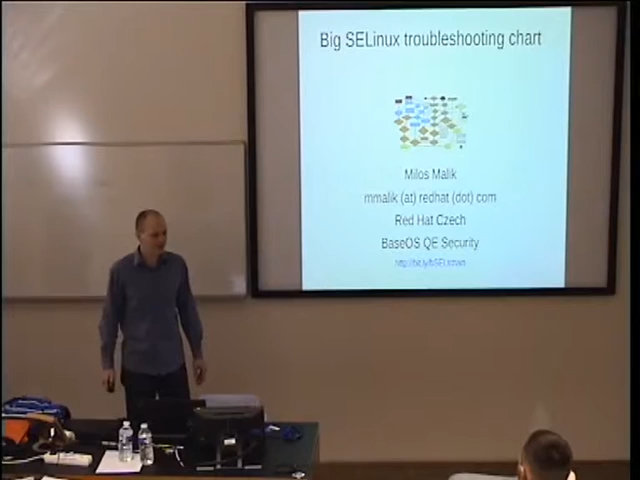 Big SELinux troubleshooting chart
Milos Malik
mmalik (at) redhat (dot) com
Red Hat Czech
BaseOS QE Security